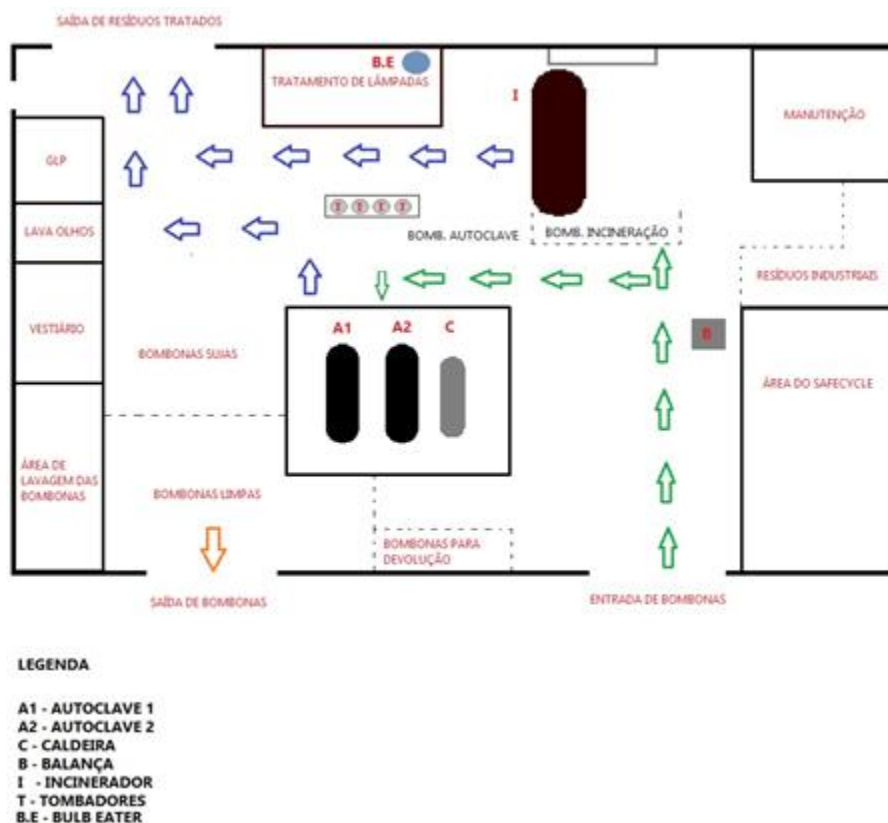 SAÍDA DE RESÍDUOS TRATADOS
B.E
TRATAMENTO DE LÂMPADAS
I
MANUTENÇÃO
GLP
T T T T
LAVA OLHOS
BOMB. AUTOCLAVE
BOMB. INCINERAÇÃO
RESÍDUOS INDUSTRIAIS
A1
A2
C
B
VESTIÁRIO
BOMBONAS SUJAS
ÁREA DO SAFECYCLE
ÁREA DE
LAVAGEM DAS
BOMBONAS
BOMBONAS LIMPAS
BOMBONAS PARA
DEVOLUÇÃO
SAÍDA DE BOMBONAS
ENTRADA DE BOMBONAS
LEGENDA
A1 - AUTOCLAVE 1
A2 - AUTOCLAVE 2
C - CALDEIRA
B - BALANÇA
I - INCINERADOR
T - TOMBADORES
B.E - BULB EATER